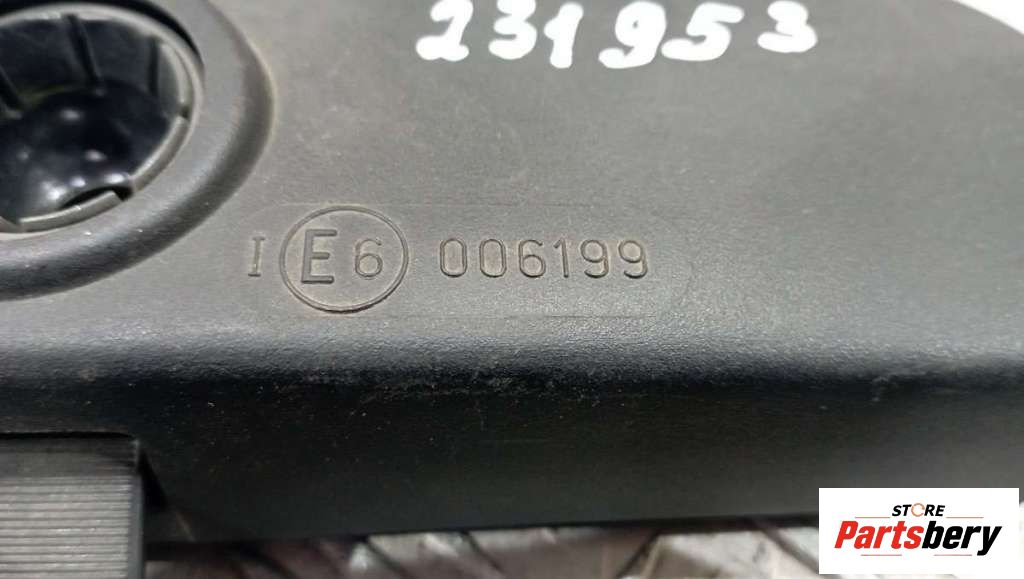 231953
I E6 006199
STORE
Partsbery